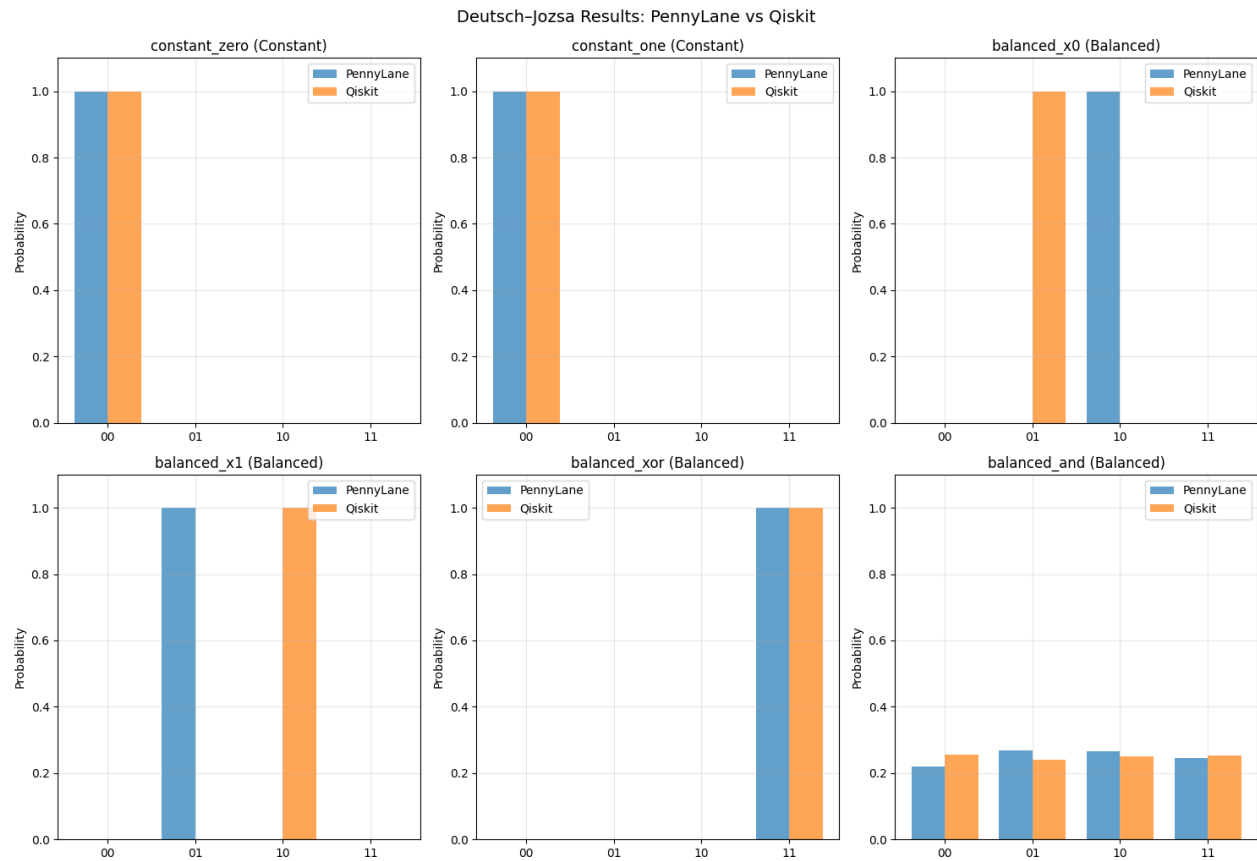 Deutsch–Jozsa Results: PennyLane vs Qiskit
constant_zero (Constant)
PennyLane
Qiskit
Probability
1.0
0.8
0.6
0.4
0.2
0.0
00 01 10 11
constant_one (Constant)
PennyLane
Qiskit
Probability
1.0
0.8
0.6
0.4
0.2
0.0
00 01 10 11
balanced_x0 (Balanced)
PennyLane
Qiskit
Probability
1.0
0.8
0.6
0.4
0.2
0.0
00 01 10 11
balanced_x1 (Balanced)
PennyLane
Qiskit
Probability
1.0
0.8
0.6
0.4
0.2
0.0
00 01 10 11
balanced_xor (Balanced)
PennyLane
Qiskit
Probability
1.0
0.8
0.6
0.4
0.2
0.0
00 01 10 11
balanced_and (Balanced)
PennyLane
Qiskit
Probability
1.0
0.8
0.6
0.4
0.2
0.0
00 01 10 11